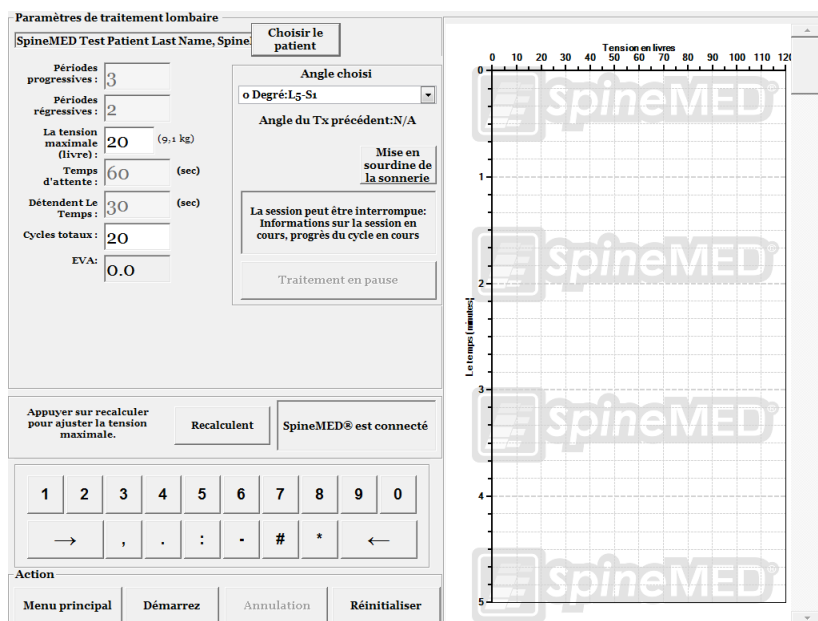 Paramètres de traitement lombaire
SpineMED Test Patient Last Name, Spine
Choisir le
patient
Périodes
progressives : 3
Périodes
régressives : 2
La tension
maximale
(livre) : 20 (9,1 kg)
Temps
d'attente : 60 (sec)
Détendent Le
Temps : 30 (sec)
Cycles totaux : 20
EVA: 0.0
Angle choisi
0 Degré:L5-S1
Angle du Tx précédent:N/A
Mise en
sourdine de
la sonnerie
La session peut être interrompue:
Informations sur la session en
cours, progrès du cycle en cours
Traitement en pause
Appuyer sur recalculer
pour ajuster la tension
maximale.
Recalculent
SpineMED® est connecté
1 2 3 4 5 6 7 8 9 0
→ , . : - # * ←
Action
Menu principal Démarrez Annulation Réinitialiser
Tension en livres
0 10 20 30 40 50 60 70 80 90 100 110 120
0
1
2
3
4
5
Le temps (minutes)
SpineMED®
SpineMED®
SpineMED®
SpineMED®